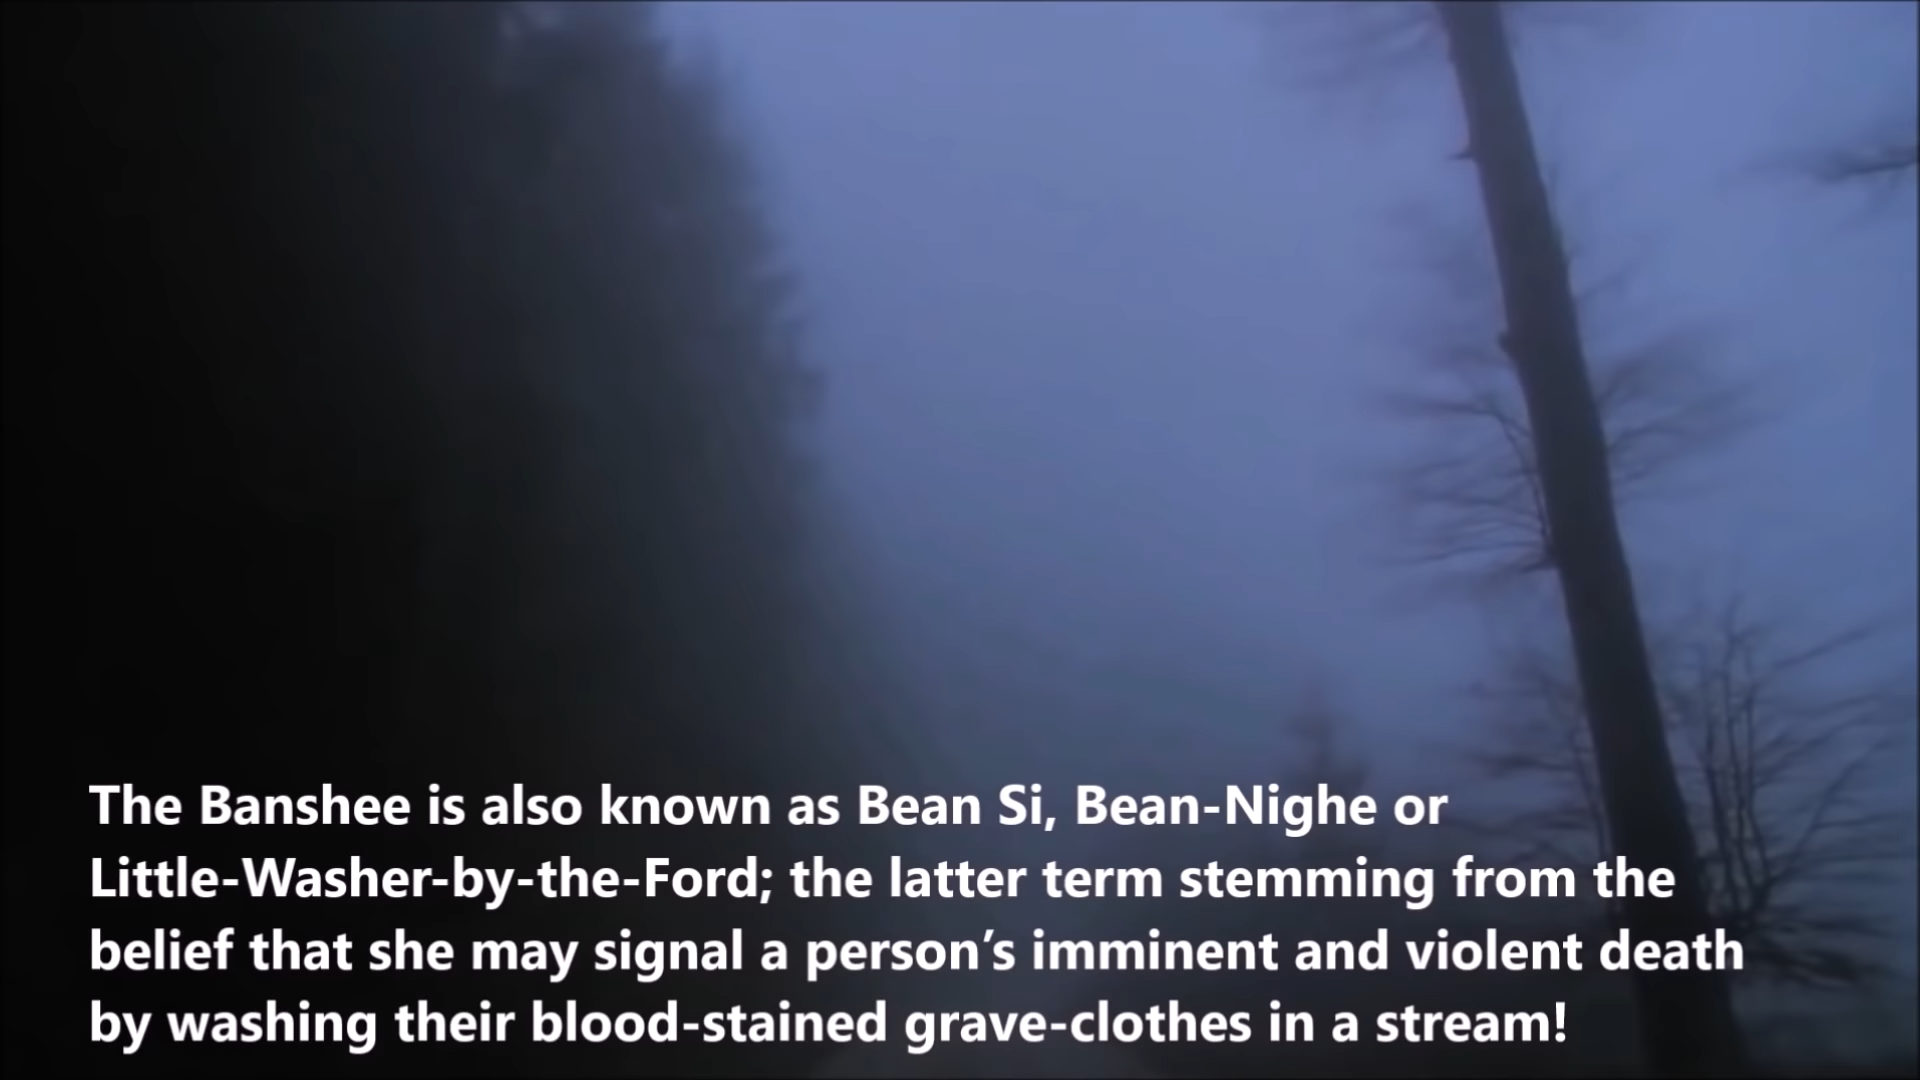 The Banshee is also known as Bean Si, Bean-Nighe or
Little-Washer-by-the-Ford; the latter term stemming from the
belief that she may signal a person’s imminent and violent death
by washing their blood-stained grave-clothes in a stream!